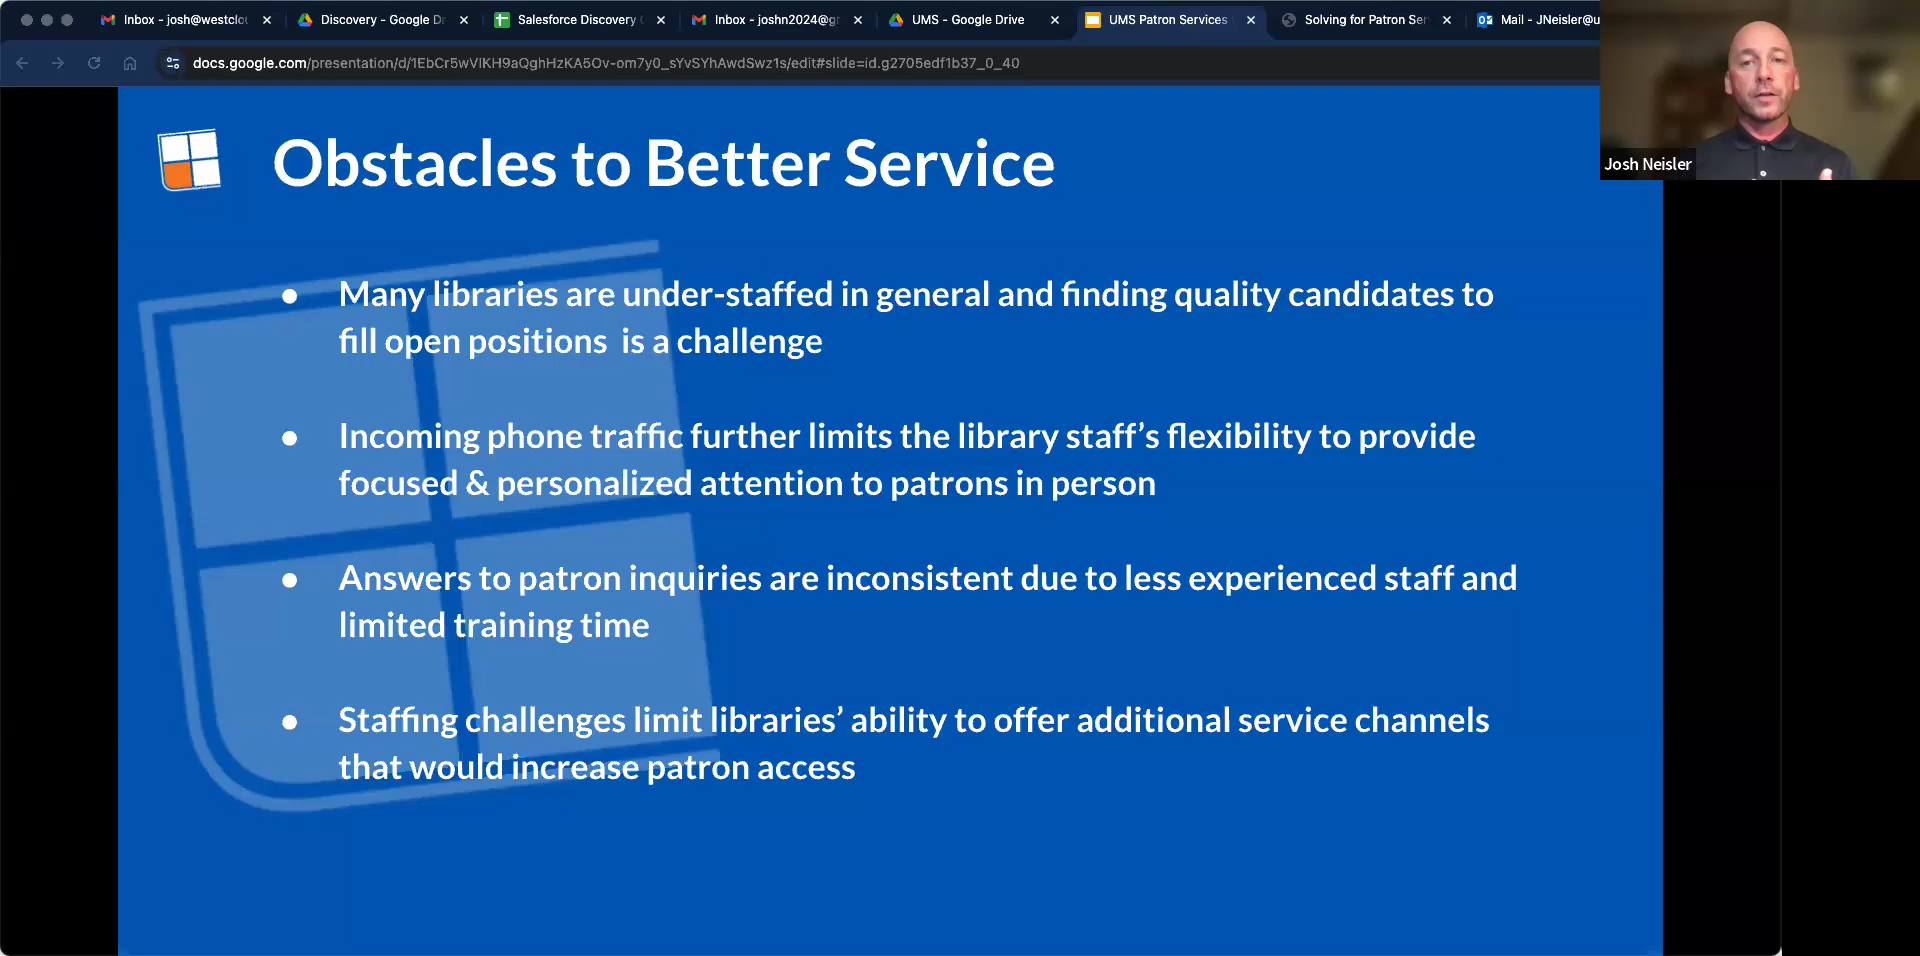 Inbox - josh@westclou
Discovery - Google Dr
Salesforce Discovery
Inbox - joshn2024@g
UMS - Google Drive
UMS Patron Services
Solving for Patron Ser
Mail - JNeisler@u
docs.google.com/presentation/d/1EbCr5wVlKH9aQghHzKA5Ov-om7y0_sYvSYhAwdSwz1s/edit#slide=id.g2705edf1b37_0_40
Josh Neisler
Obstacles to Better Service
● Many libraries are under-staffed in general and finding quality candidates to
fill open positions is a challenge
● Incoming phone traffic further limits the library staff’s flexibility to provide
focused & personalized attention to patrons in person
● Answers to patron inquiries are inconsistent due to less experienced staff and
limited training time
● Staffing challenges limit libraries’ ability to offer additional service channels
that would increase patron access